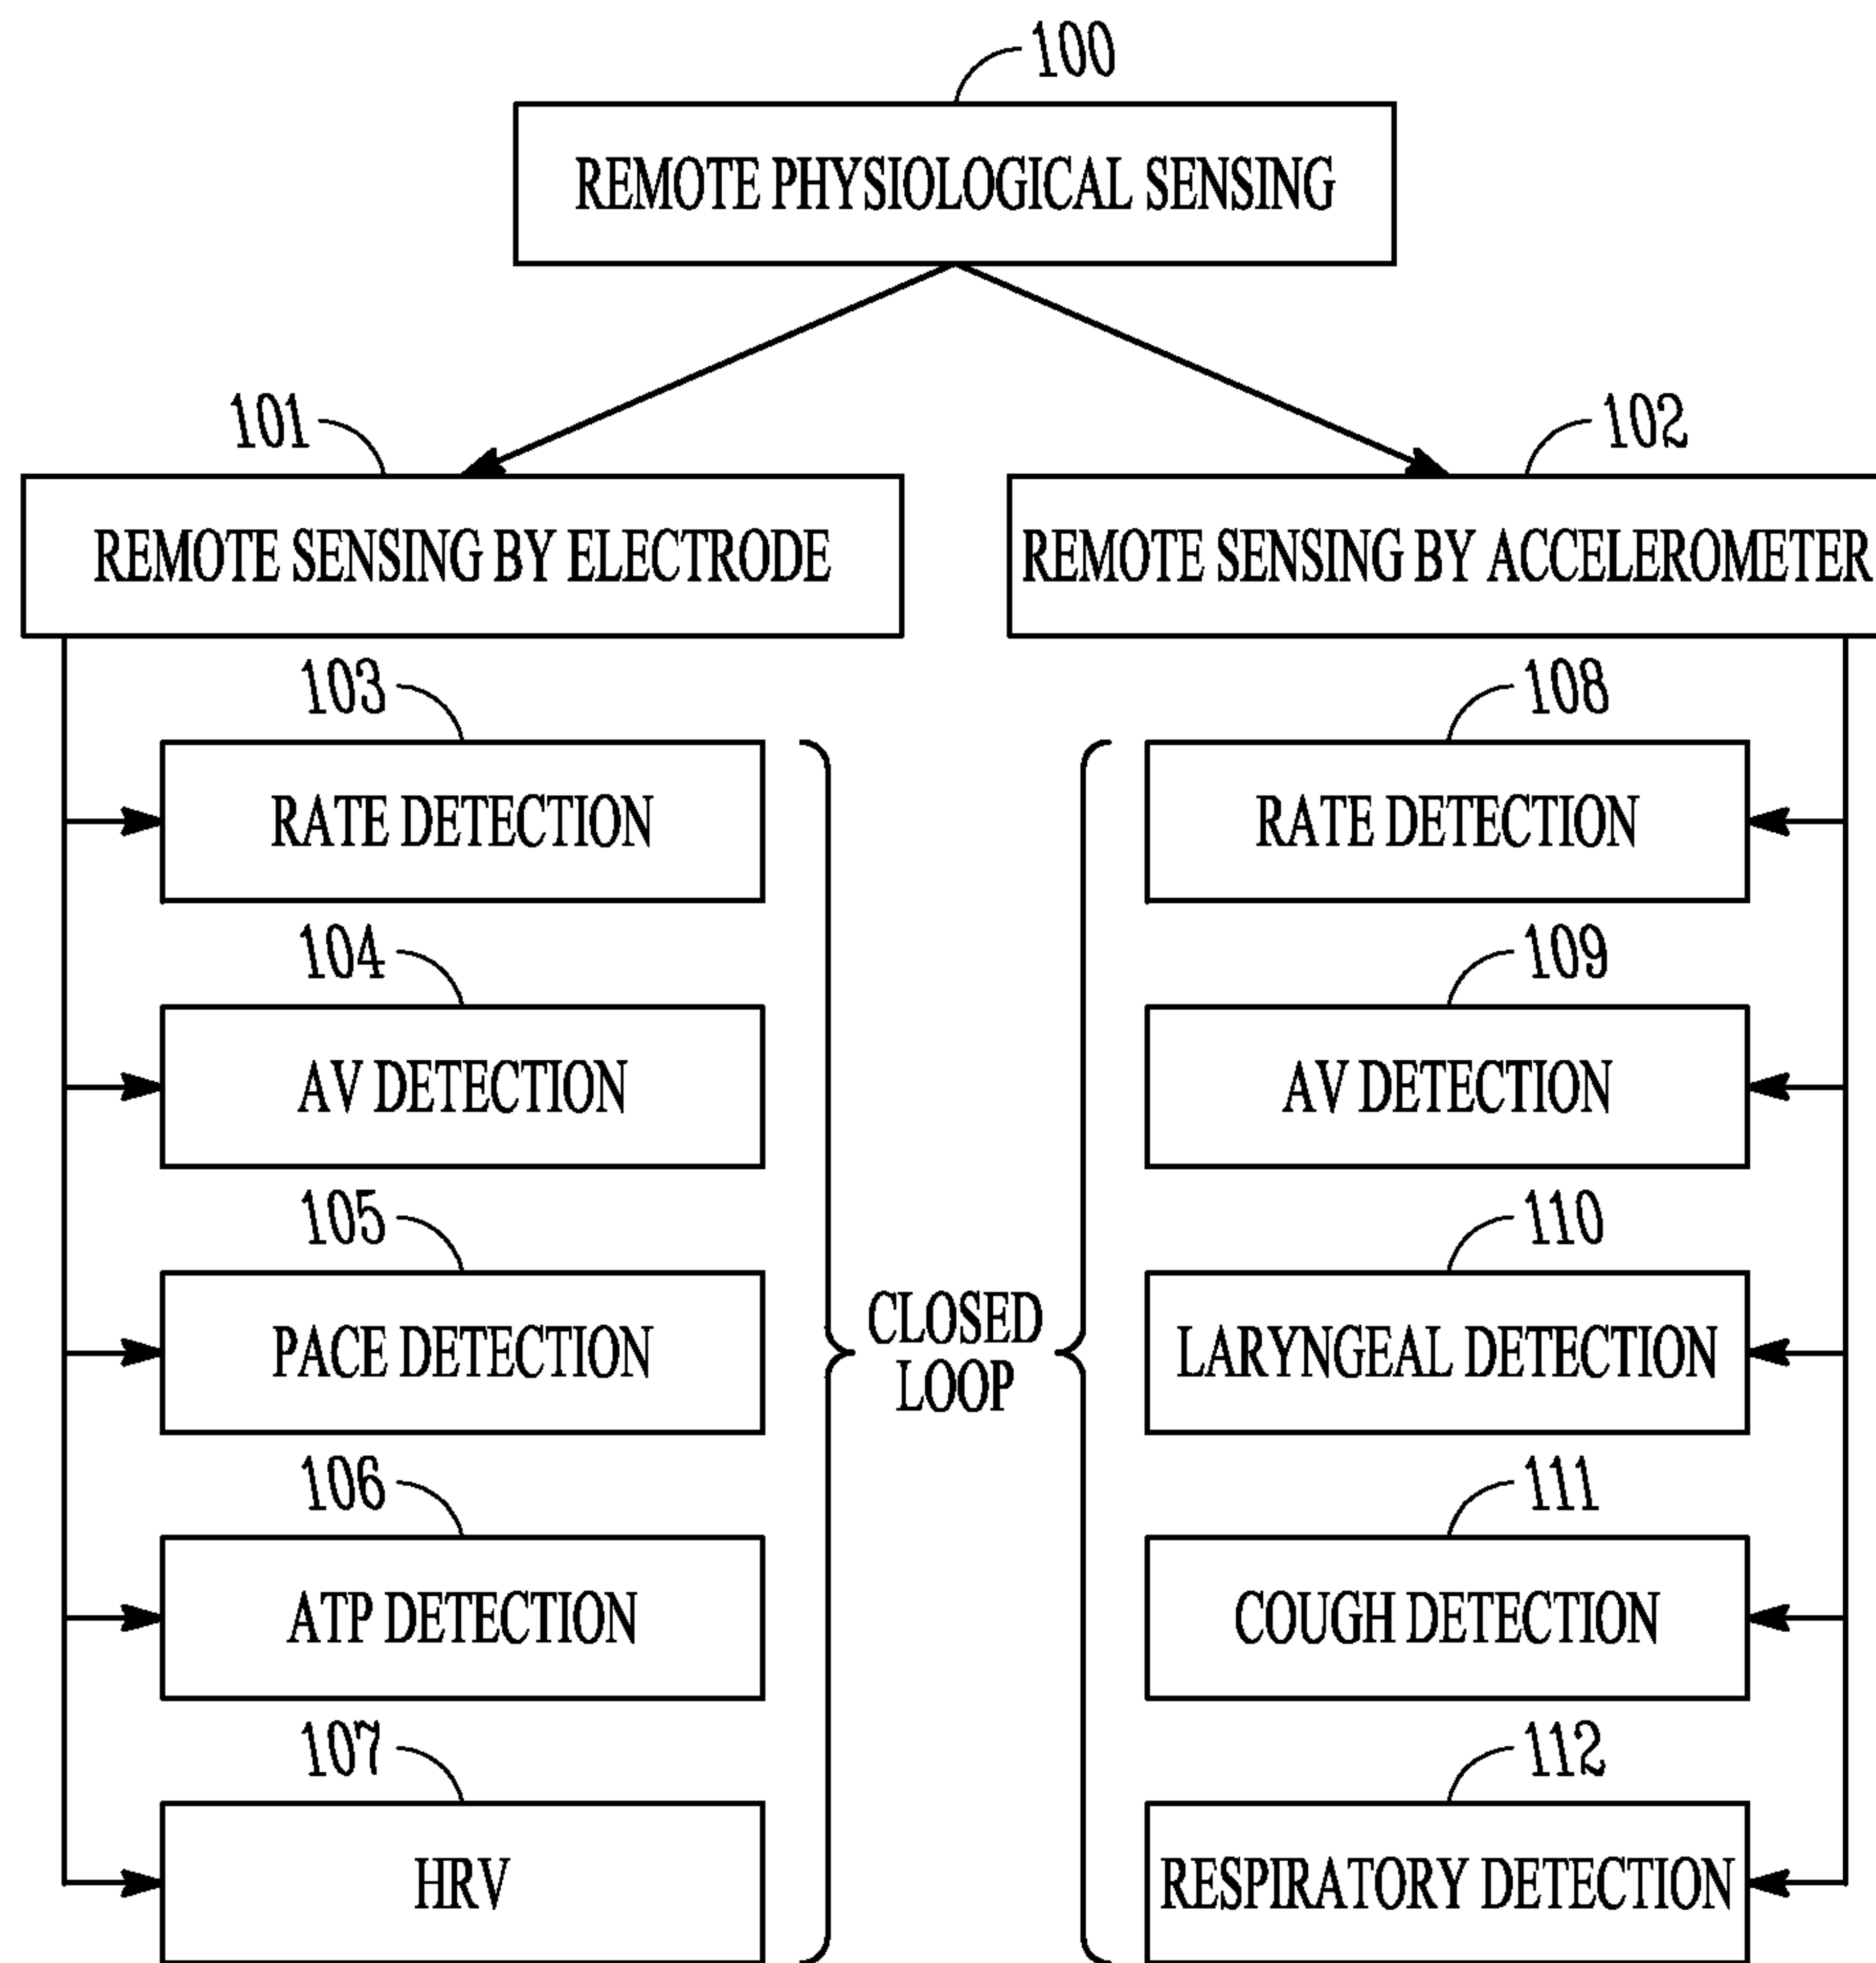 100
REMOTE PHYSIOLOGICAL SENSING
101
REMOTE SENSING BY ELECTRODE
102
REMOTE SENSING BY ACCELEROMETER
103
RATE DETECTION
104
AV DETECTION
105
PACE DETECTION
106
ATP DETECTION
107
HRV
CLOSED
LOOP
108
RATE DETECTION
109
AV DETECTION
110
LARYNGEAL DETECTION
111
COUGH DETECTION
112
RESPIRATORY DETECTION